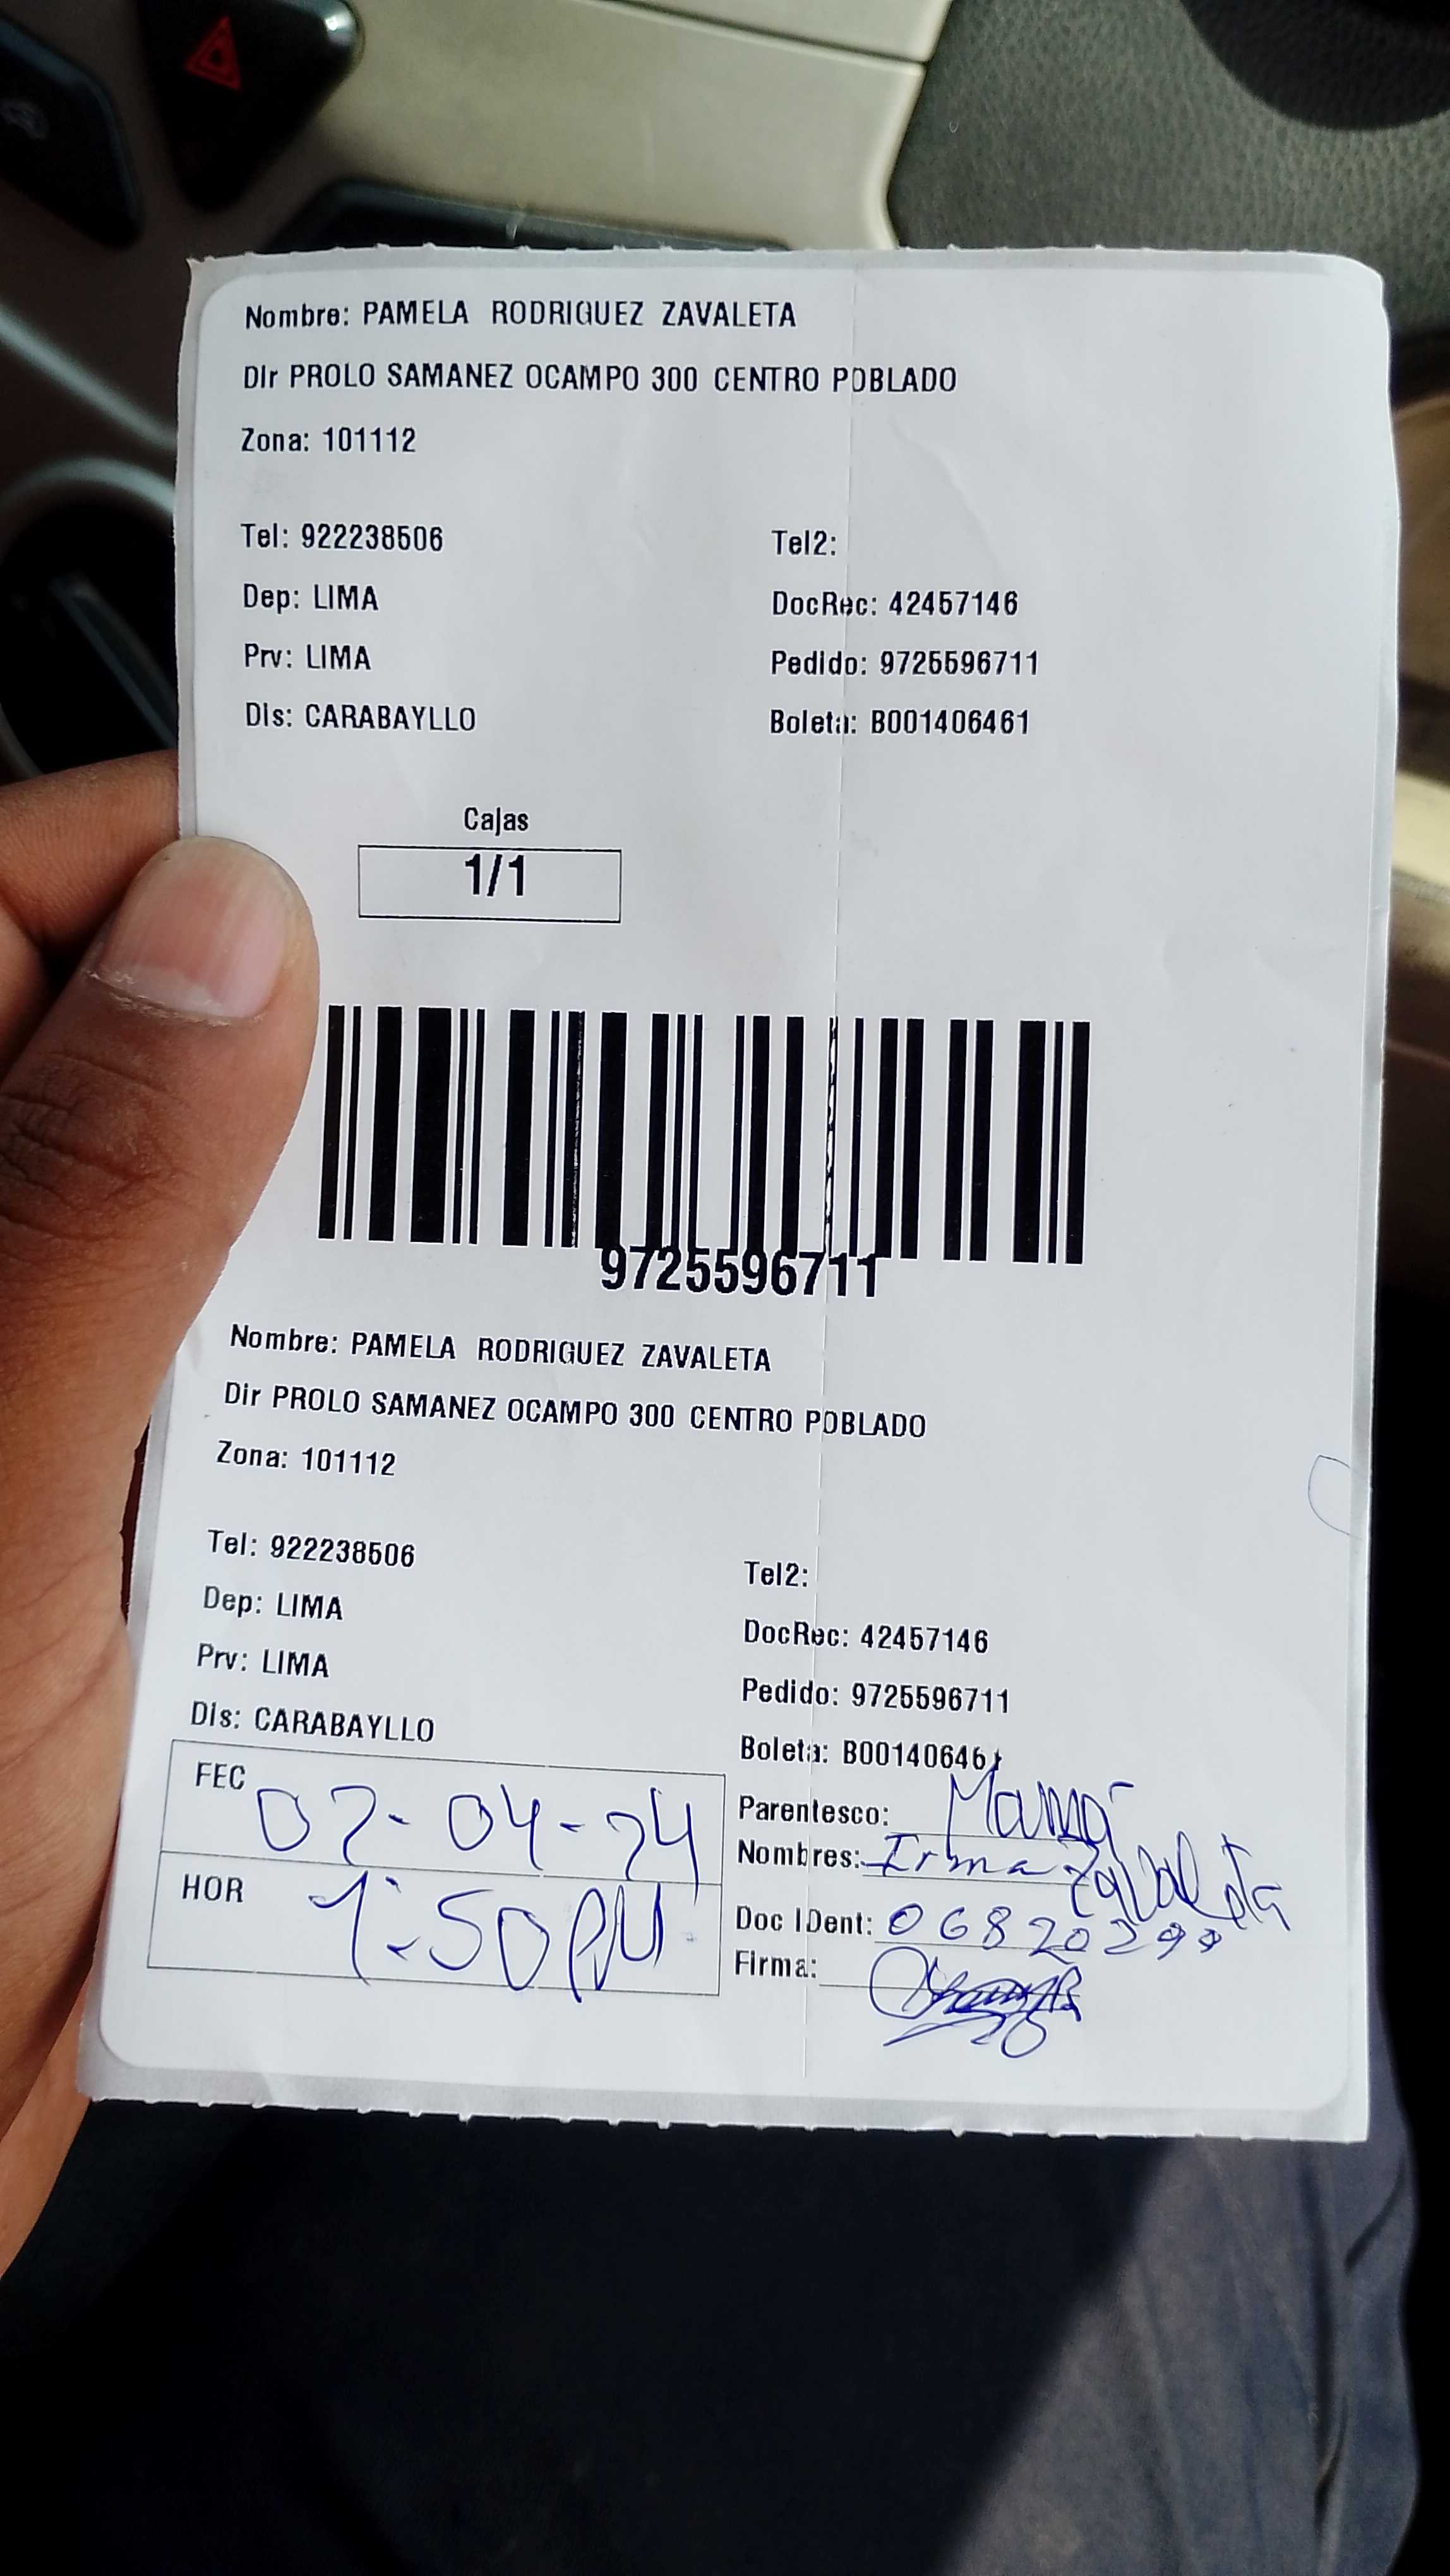 Nombre: PAMELA RODRIGUEZ ZAVALETA
Dir PROLO SAMANEZ OCAMPO 300 CENTRO POBLADO
Zona: 101112
Tel: 922238506 Tel2:
Dep: LIMA DocRec: 42457146
Prv: LIMA Pedido: 9725596711
Dis: CARABAYLLO Boleta: B001406461
Cajas
1/1
9725596711
Nombre: PAMELA RODRIGUEZ ZAVALETA
Dir PROLO SAMANEZ OCAMPO 300 CENTRO POBLADO
Zona: 101112
Tel: 922238506 Tel2:
Dep: LIMA DocRec: 42457146
Prv: LIMA Pedido: 9725596711
Dis: CARABAYLLO Boleta: B001406461
FEC 02-04-24 Parentesco: Mamá
Nombres: Irma Zavaleta
HOR 1:50 PM Doc IDent:
Firma: